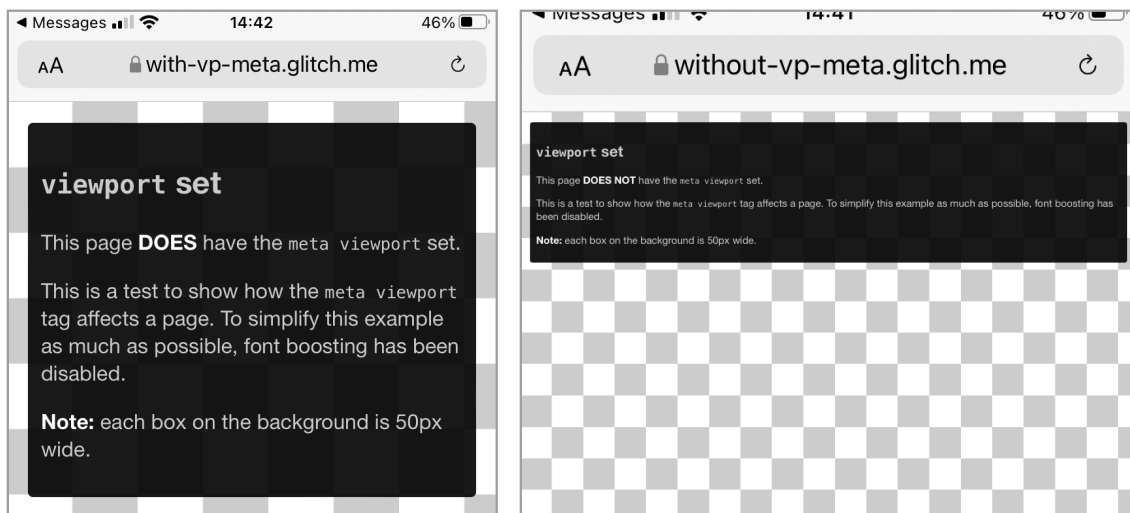 ◀ Messages
14:42
46%
AA
with-vp-meta.glitch.me
viewport set
This page DOES have the meta viewport set.
This is a test to show how the meta viewport
tag affects a page. To simplify this example
as much as possible, font boosting has been
disabled.
Note: each box on the background is 50px
wide.
◀ Messages
14:41
46%
AA
without-vp-meta.glitch.me
viewport set
This page DOES NOT have the meta viewport set.
This is a test to show how the meta viewport tag affects a page. To simplify this example as much as possible, font boosting has
been disabled.
Note: each box on the background is 50px wide.